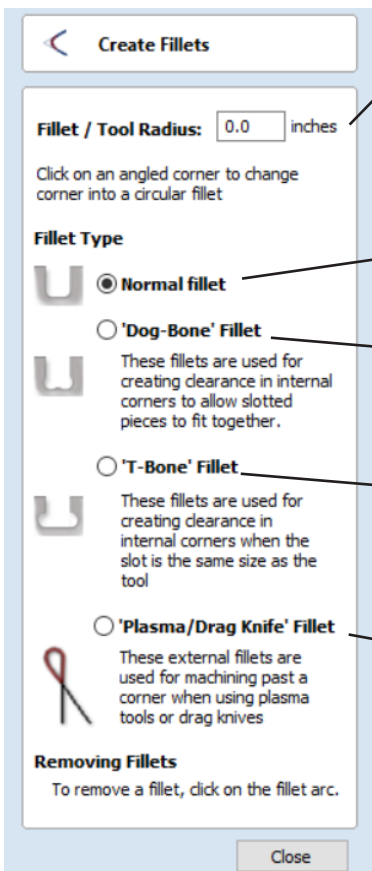 Create Fillets
Fillet / Tool Radius: 0.0 inches
Click on an angled corner to change
corner into a circular fillet
Fillet Type
Normal fillet
'Dog-Bone' Fillet
These fillets are used for
creating clearance in internal
corners to allow slotted
pieces to fit together.
'T-Bone' Fillet
These fillets are used for
creating clearance in
internal corners when the
slot is the same size as the
tool
'Plasma/Drag Knife' Fillet
These external fillets are
used for machining past a
corner when using plasma
tools or drag knives
Removing Fillets
To remove a fillet, click on the fillet arc.
Close